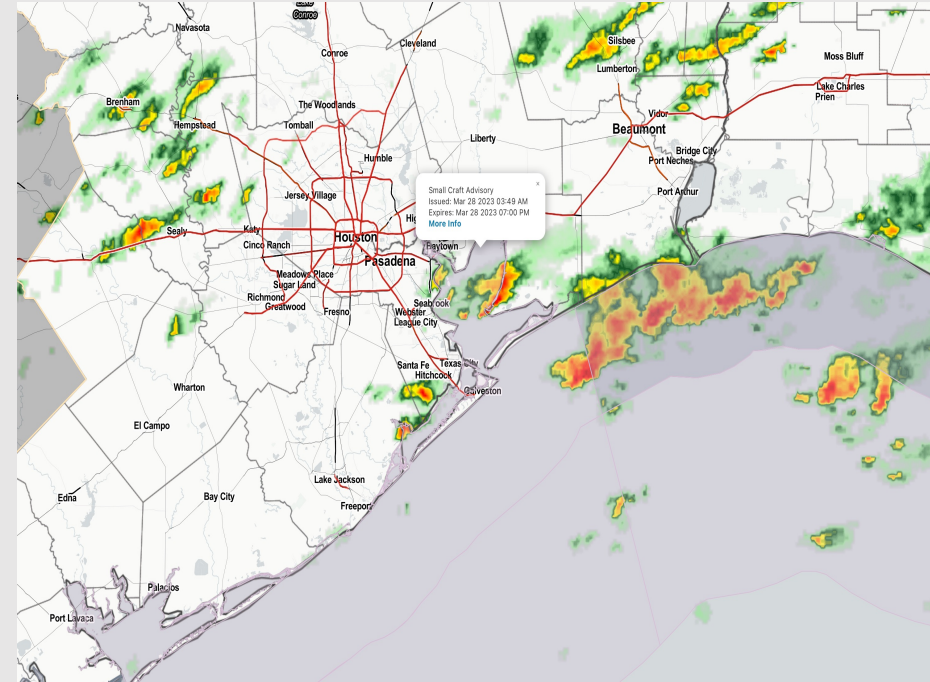 Lake
Conroe
Navasota
Cleveland
Silsbee
Conroe
Moss Bluff
Lumberton
Lake Charles
Prien
Brenham
The Woodlands
Vidor
Hempstead
Tomball
Beaumont
Liberty
Bridge City
Port Neches
Humble
Port Arthur
Jersey Village
Small Craft Advisory
x
Issued: Mar 28 2023 03:49 AM
Expires: Mar 28 2023 07:00 PM
More Info
Hig
Sealy
Katy
Houston
Cinco Ranch
Baytown
Pasadena
Meadows Place
Sugar Land
Richmond
Greatwood
Fresno
Seabrook
Webster
League City
Santa Fe
Texas City
Hitchcock
Galveston
Wharton
El Campo
Lake Jackson
Edna
Bay City
Freeport
Palacios
Port Lavaca